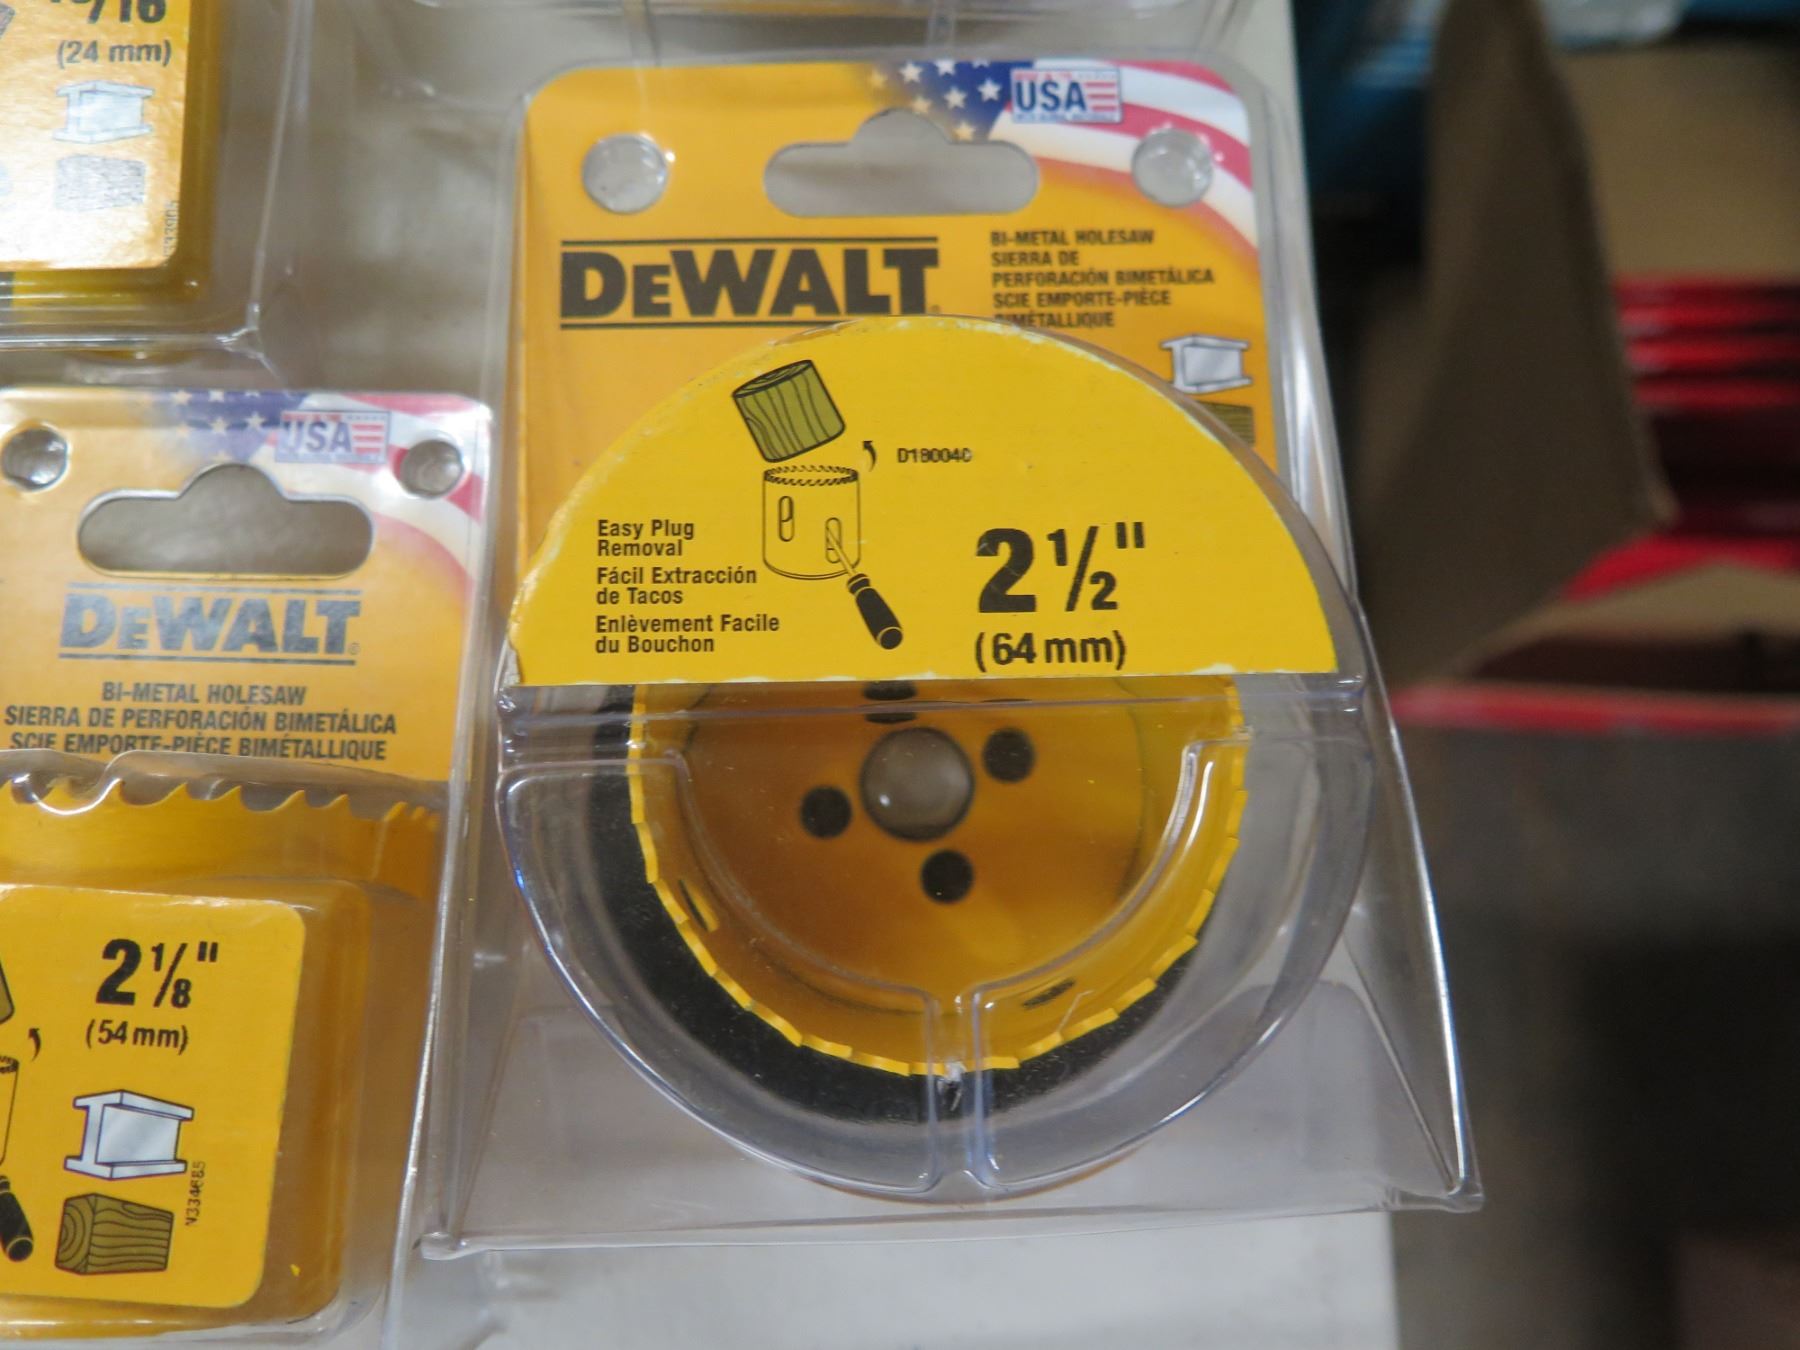 (24 mm)
USA
DEWALT
BI-METAL HOLESAW
SIERRA DE
PERFORACIÓN BIMETÁLICA
SCIE EMPORTE-PIÈCE
BIMÉTALLIQUE
D180040
Easy Plug
Removal
Fácil Extracción
de Tacos
Enlèvement Facile
du Bouchon
2 1/2"
(64 mm)
USA
DEWALT
BI-METAL HOLESAW
SIERRA DE PERFORACIÓN BIMETÁLICA
SCIE EMPORTE-PIÈCE BIMÉTALLIQUE
2 1/8"
(54 mm)
N334685